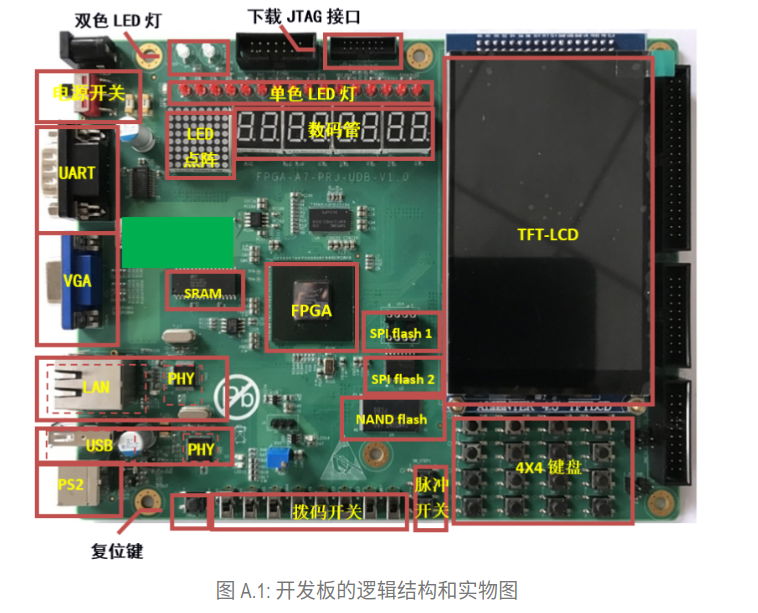 双色 LED 灯
下载 JTAG 接口
电源开关
单色 LED 灯
LED
点阵
数码管
FPGA-A7-PRJ-UDB-V1.0
UART
TFT-LCD
VGA
SRAM
FPGA
SPI flash 1
SPI flash 2
LAN
PHY
Pb
NAND flash
USB
PHY
4X4 键盘
PS2
脉冲
开关
拨码开关
复位键
图 A.1: 开发板的逻辑结构和实物图